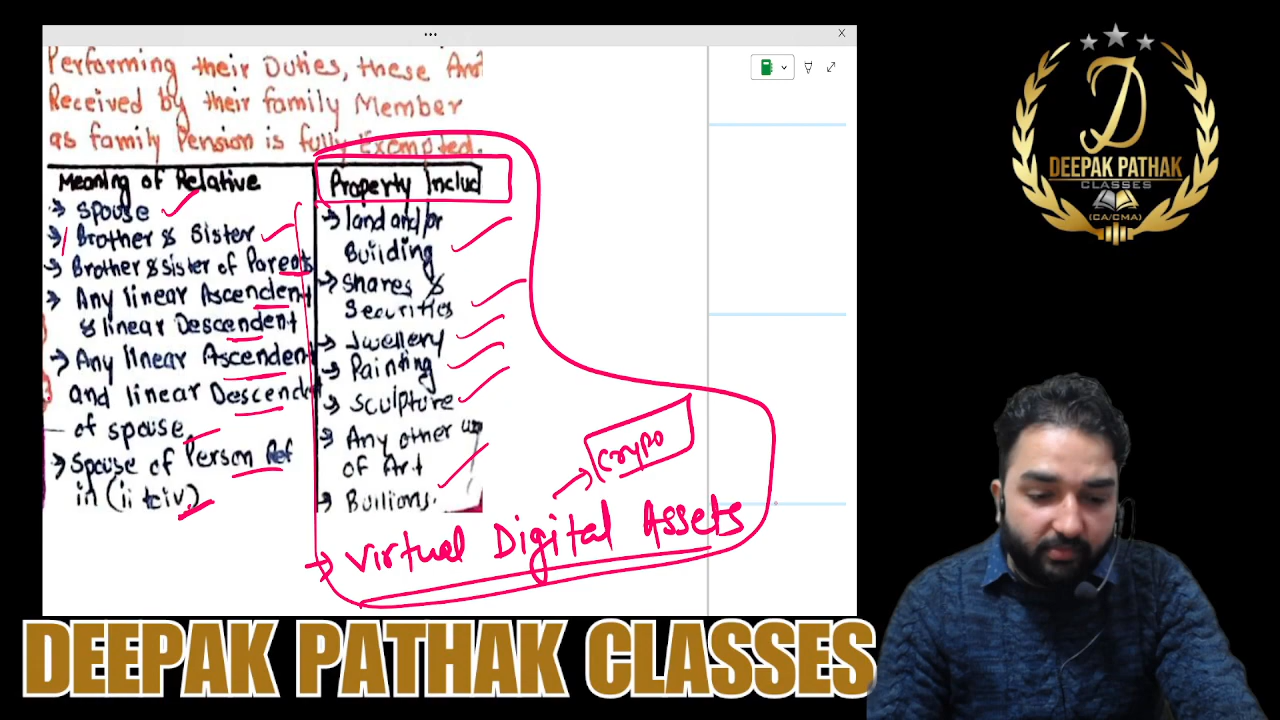 Performing their Duties, these
Received by their family Member
as family Pension is fully Exempted.
Meaning of Relative
→ Spouse
→ Brother & Sister
→ Brother & Sister of Parents
→ Any linear Ascendent
& linear Descendent
→ Any linear Ascendent
and linear Descend
of spouse
→ Spouse of Person Ref
in (ii to iv)
Property Includ
→ land and/or
Building
→ Shares &
Securities
→ Jwellery
→ Painting
→ Sculpture
→ Any other
of Art
→ Bullions.
Crypo
→ Virtual Digital Assets
D
DEEPAK PATHAK
CLASSES
(CA/CMA)
DEEPAK PATHAK CLASSES